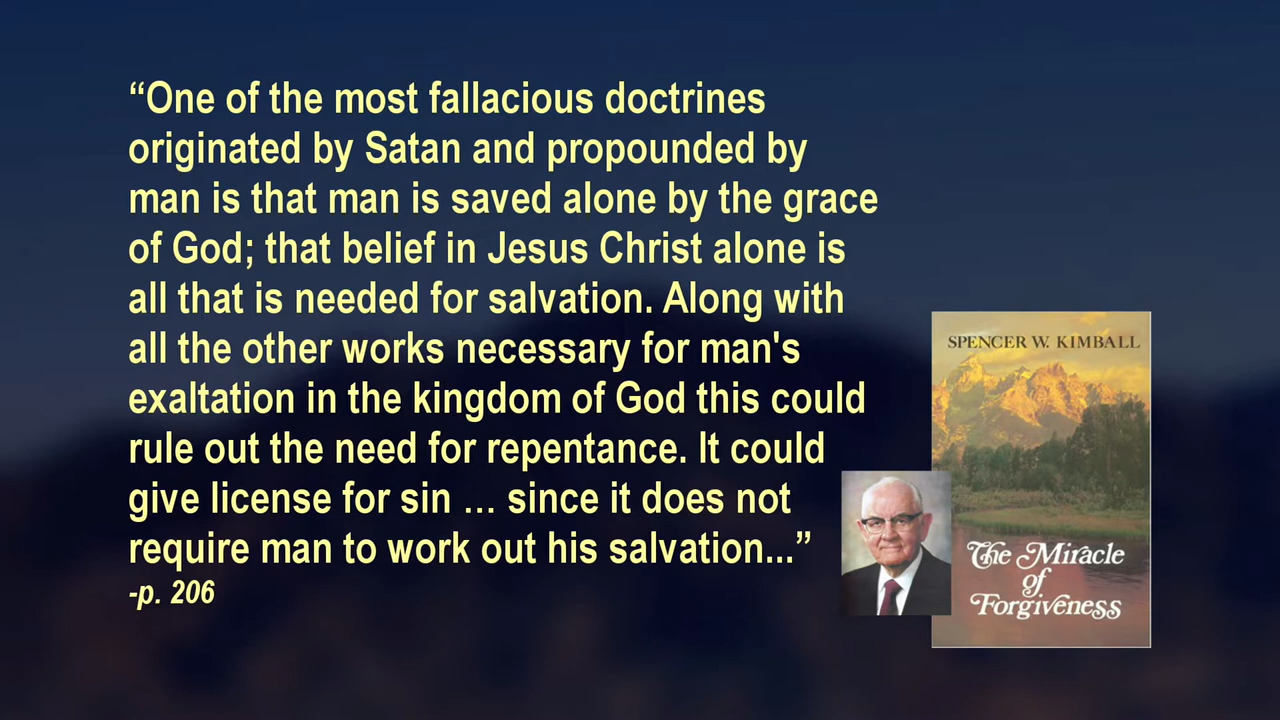 “One of the most fallacious doctrines
originated by Satan and propounded by
man is that man is saved alone by the grace
of God; that belief in Jesus Christ alone is
all that is needed for salvation. Along with
all the other works necessary for man's
exaltation in the kingdom of God this could
rule out the need for repentance. It could
give license for sin … since it does not
require man to work out his salvation...”
-p. 206
SPENCER W. KIMBALL
The Miracle
of
Forgiveness